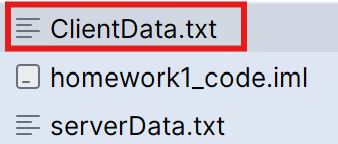 ClientData.txt
homework1_code.iml
serverData.txt